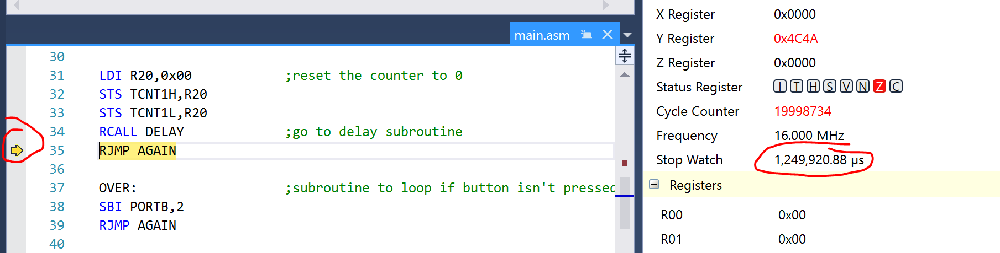 main.asm
30
31 LDI R20,0x00 ;reset the counter to 0
32 STS TCNT1H,R20
33 STS TCNT1L,R20
34 RCALL DELAY ;go to delay subroutine
35 RJMP AGAIN
36
37 OVER: ;subroutine to loop if button isn't pressed
38 SBI PORTB,2
39 RJMP AGAIN
40
X Register 0x0000
Y Register 0x4C4A
Z Register 0x0000
Status Register I T H S V N Z C
Cycle Counter 19998734
Frequency 16.000 MHz
Stop Watch 1,249,920.88 µs
Registers
R00 0x00
R01 0x00